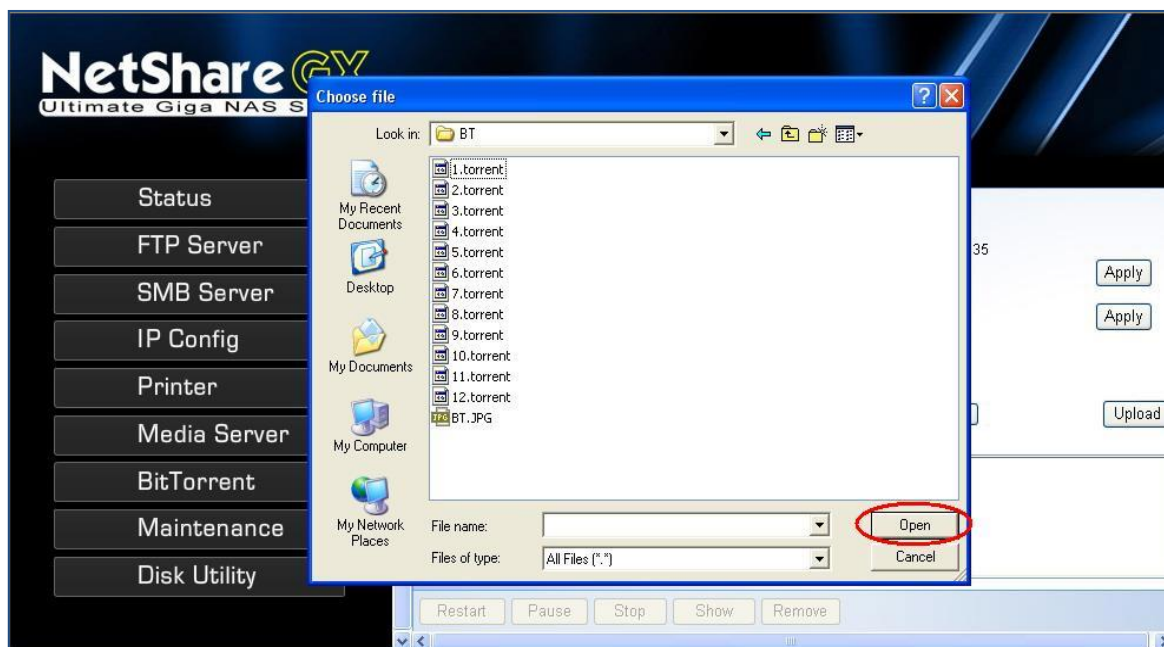 NetShare GX
Ultimate Giga NAS S
Status
FTP Server
SMB Server
IP Config
Printer
Media Server
BitTorrent
Maintenance
Disk Utility
Choose file
Look in:
BT
My Recent
Documents
Desktop
My Documents
My Computer
My Network
Places
1.torrent
2.torrent
3.torrent
4.torrent
5.torrent
6.torrent
7.torrent
8.torrent
9.torrent
10.torrent
11.torrent
12.torrent
BT.JPG
File name:
Open
Files of type:
All Files (*.*)
Cancel
35
Apply
Apply
Upload
Restart
Pause
Stop
Show
Remove